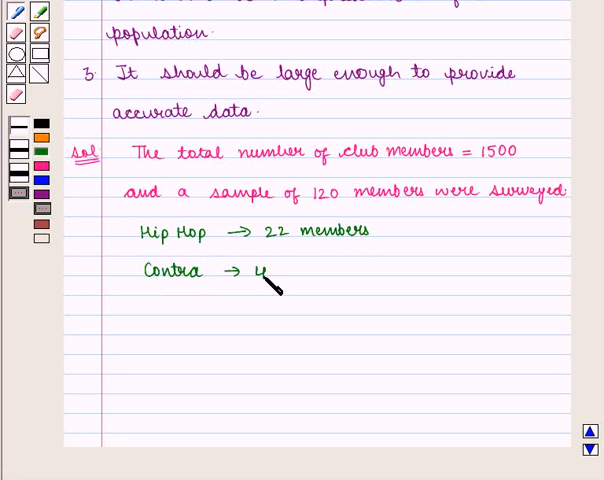 population.
3. It should be large enough to provide
accurate data.
Sol The total number of club members = 1500
and a sample of 120 members were surveyed.
Hip Hop → 22 members
Contra → 4